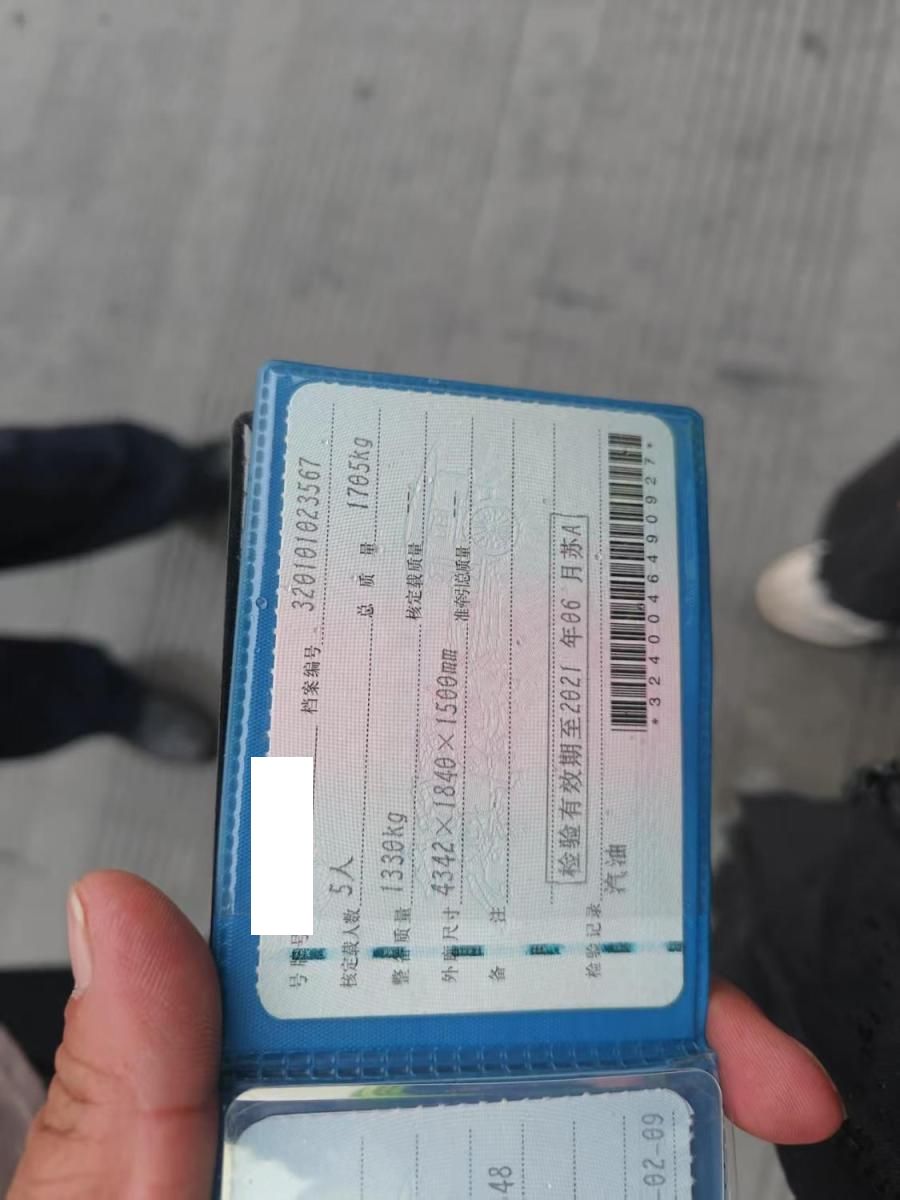 号牌号 档案编号 320101023567
核定载人数 5人 总质量 1705kg
整备质量 1330kg 核定载质量 --
外廓尺寸 4342×1840×1500mm 准牵引总质量 --
备注
检验有效期至2021年06月苏A
检验记录
汽油
*3240046490927*
48
02-09